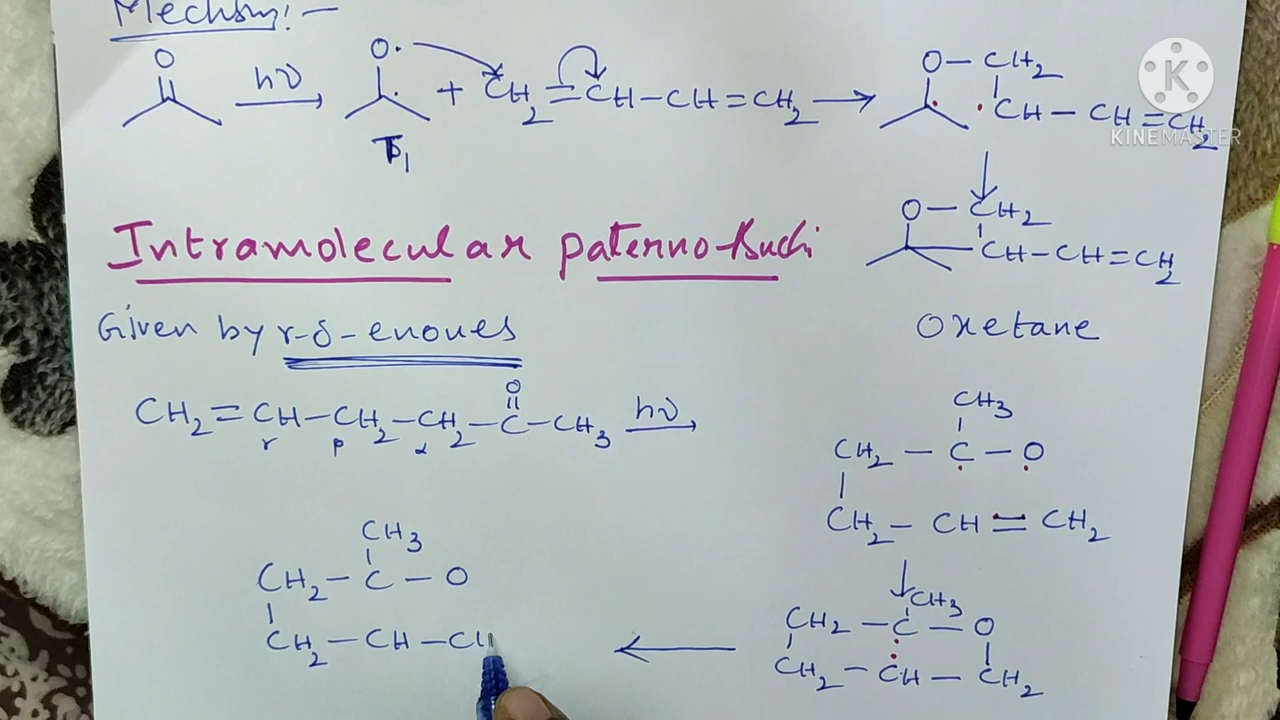 Mechsm:-
O
hν
O· + CH2=CH-CH=CH2
T1
O-CH2
·CH-CH=CH2
K
KINEMASTER
Intramolecular paterno-Buchi
O-CH2
CH-CH=CH2
Oxetane
Given by γ-δ-enoues
O
CH2=CH-CH2-CH2-C-CH3 hν
γ β α
CH3
CH2-C-O
CH2-CH=CH2
CH3
CH2-C-O
CH2-CH-CH2
CH3
CH2-C-O
CH2-CH-CH